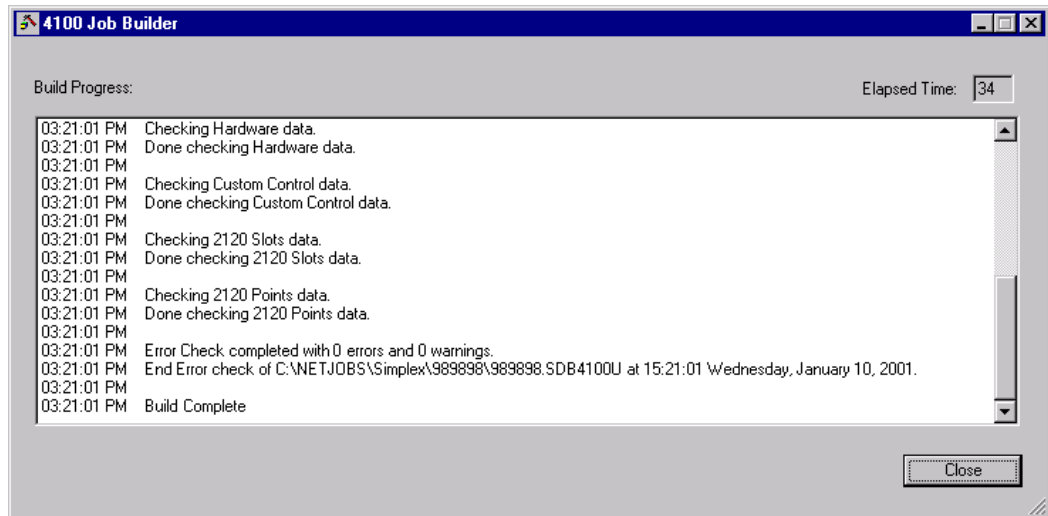 4100 Job Builder
Build Progress:
Elapsed Time: 34
03:21:01 PM Checking Hardware data.
03:21:01 PM Done checking Hardware data.
03:21:01 PM
03:21:01 PM Checking Custom Control data.
03:21:01 PM Done checking Custom Control data.
03:21:01 PM
03:21:01 PM Checking 2120 Slots data.
03:21:01 PM Done checking 2120 Slots data.
03:21:01 PM
03:21:01 PM Checking 2120 Points data.
03:21:01 PM Done checking 2120 Points data.
03:21:01 PM
03:21:01 PM Error Check completed with 0 errors and 0 warnings.
03:21:01 PM End Error check of C:\NETJOBS\Simplex\989898\989898.SDB4100U at 15:21:01 Wednesday, January 10, 2001.
03:21:01 PM
03:21:01 PM Build Complete
Close